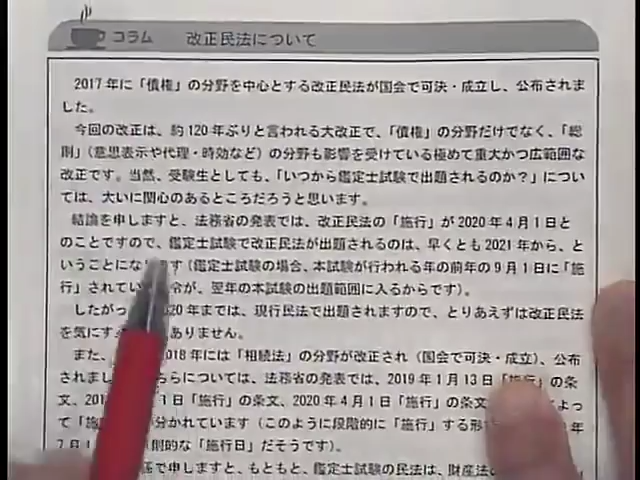 コラム　改正民法について
2017年に「債権」の分野を中心とする改正民法が国会で可決・成立し、公布されま
した。
今回の改正は、約120年ぶりと言われる大改正で、「債権」の分野だけでなく、「総
則」（意思表示や代理・時効など）の分野も影響を受けている極めて重大かつ広範囲な
改正です。当然、受験生としても、「いつから鑑定士試験で出題されるのか？」につい
ては、大いに関心のあるところだろうと思います。
結論を申しますと、法務省の発表では、改正民法の「施行」が2020年4月1日と
のことですので、鑑定士試験で改正民法が出題されるのは、早くとも2021年から、と
いうことにな す（鑑定士試験の場合、本試験が行われる年の前年の9月1日に「施
行」されてい 令が、翌年の本試験の出題範囲に入るからです）。
したがっ 20年までは、現行民法で出題されますので、とりあえずは改正民法
を気にす ありません。
また、 018年には「相続法」の分野が改正され（国会で可決・成立）、公布
されまし らについては、法務省の発表では、2019年1月13日「施行」の条
文、201 1日「施行」の条文、2020年4月1日「施行」の条文 よっ
て「施 が分かれています（このように段階的に「施行」する形 年
7月1 則的な「施行日」だそうです）。
で申しますと、もともと、鑑定士試験の民法は、財産法